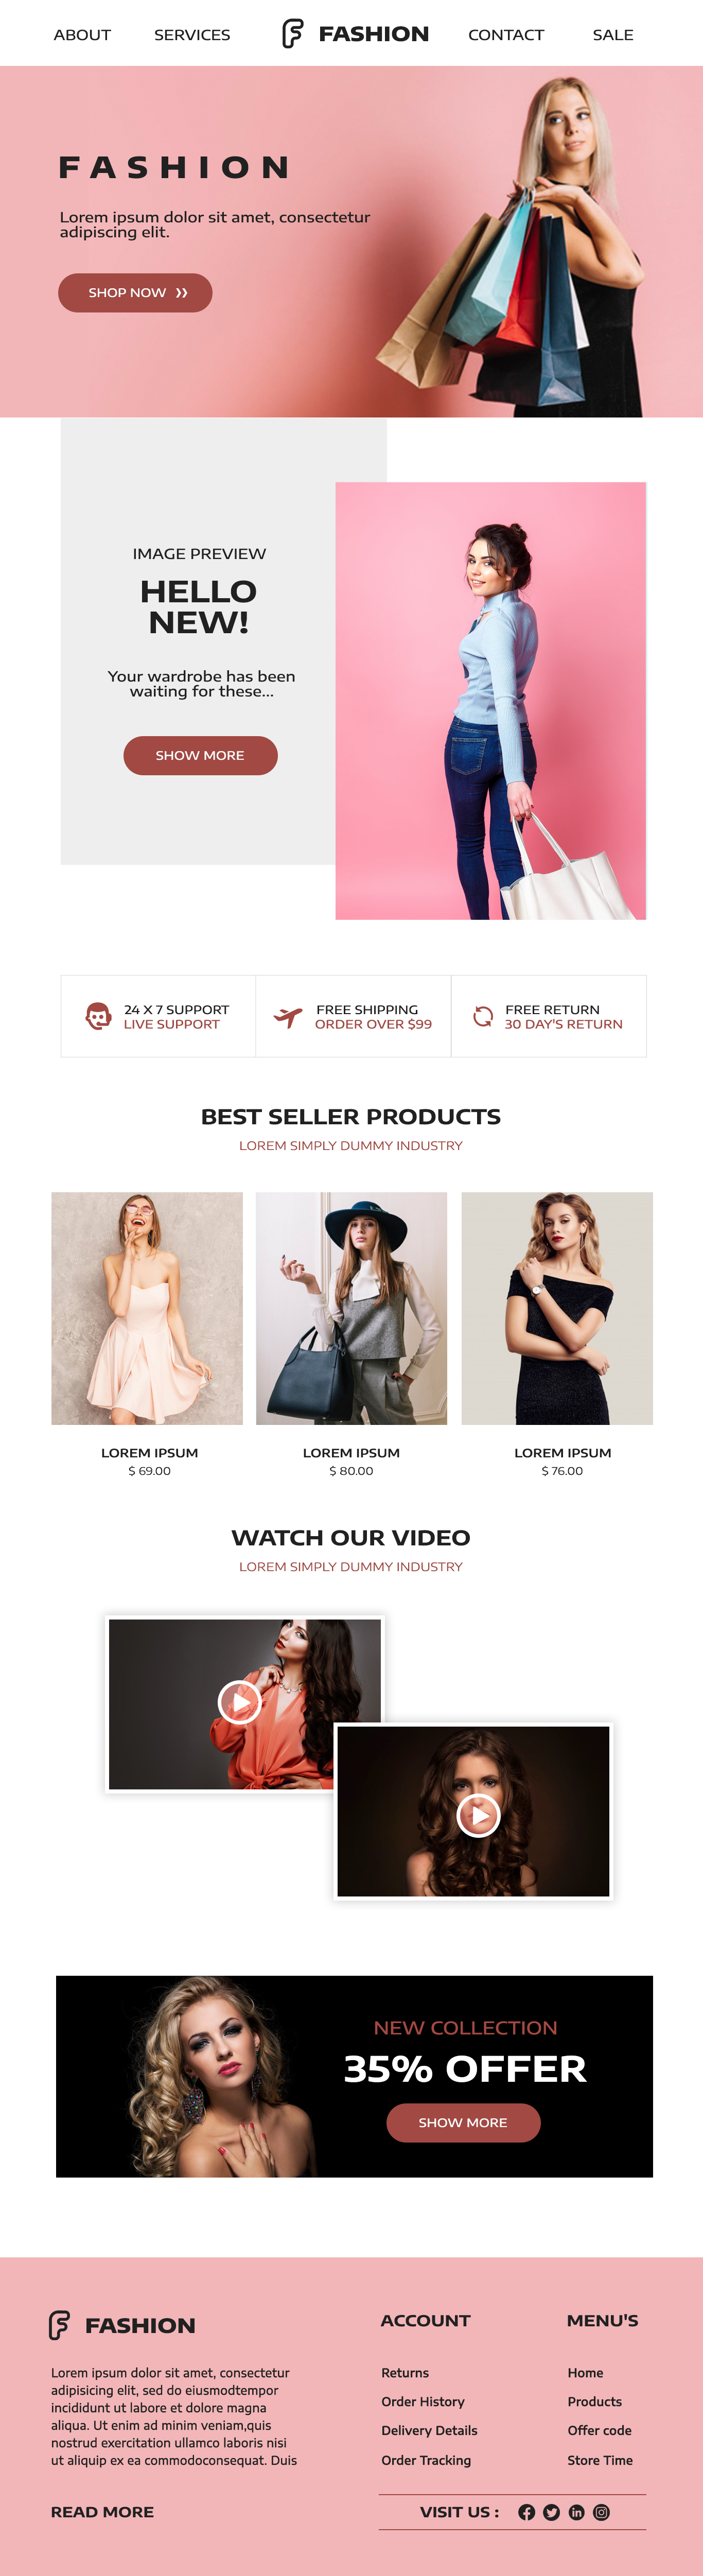 ABOUT
SERVICES
FASHION
CONTACT
SALE
FASHION
Lorem ipsum dolor sit amet, consectetur
adipiscing elit.
SHOP NOW
IMAGE PREVIEW
HELLO
NEW!
Your wardrobe has been
waiting for these...
SHOW MORE
24 X 7 SUPPORT
LIVE SUPPORT
FREE SHIPPING
ORDER OVER $99
FREE RETURN
30 DAY'S RETURN
BEST SELLER PRODUCTS
LOREM SIMPLY DUMMY INDUSTRY
LOREM IPSUM
$ 69.00
LOREM IPSUM
$ 80.00
LOREM IPSUM
$ 76.00
WATCH OUR VIDEO
LOREM SIMPLY DUMMY INDUSTRY
NEW COLLECTION
35% OFFER
SHOW MORE
FASHION
Lorem ipsum dolor sit amet, consectetur
adipisicing elit, sed do eiusmodtempor
incididunt ut labore et dolore magna
aliqua. Ut enim ad minim veniam,quis
nostrud exercitation ullamco laboris nisi
ut aliquip ex ea commodoconsequat. Duis
READ MORE
ACCOUNT
Returns
Order History
Delivery Details
Order Tracking
MENU'S
Home
Products
Offer code
Store Time
VISIT US :